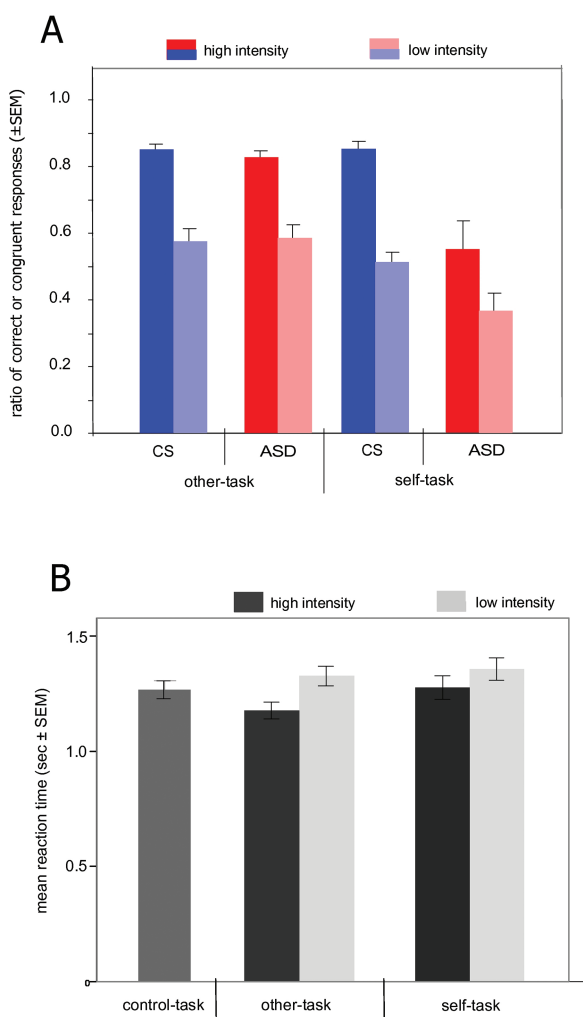 A
high intensity
low intensity
ratio of correct or congruent responses (±SEM)
1.0
0.8
0.6
0.4
0.2
0.0
CS
ASD
CS
ASD
other-task
self-task
B
high intensity
low intensity
mean reaction time (sec ± SEM)
1.5
1.0
0.5
0
control-task
other-task
self-task